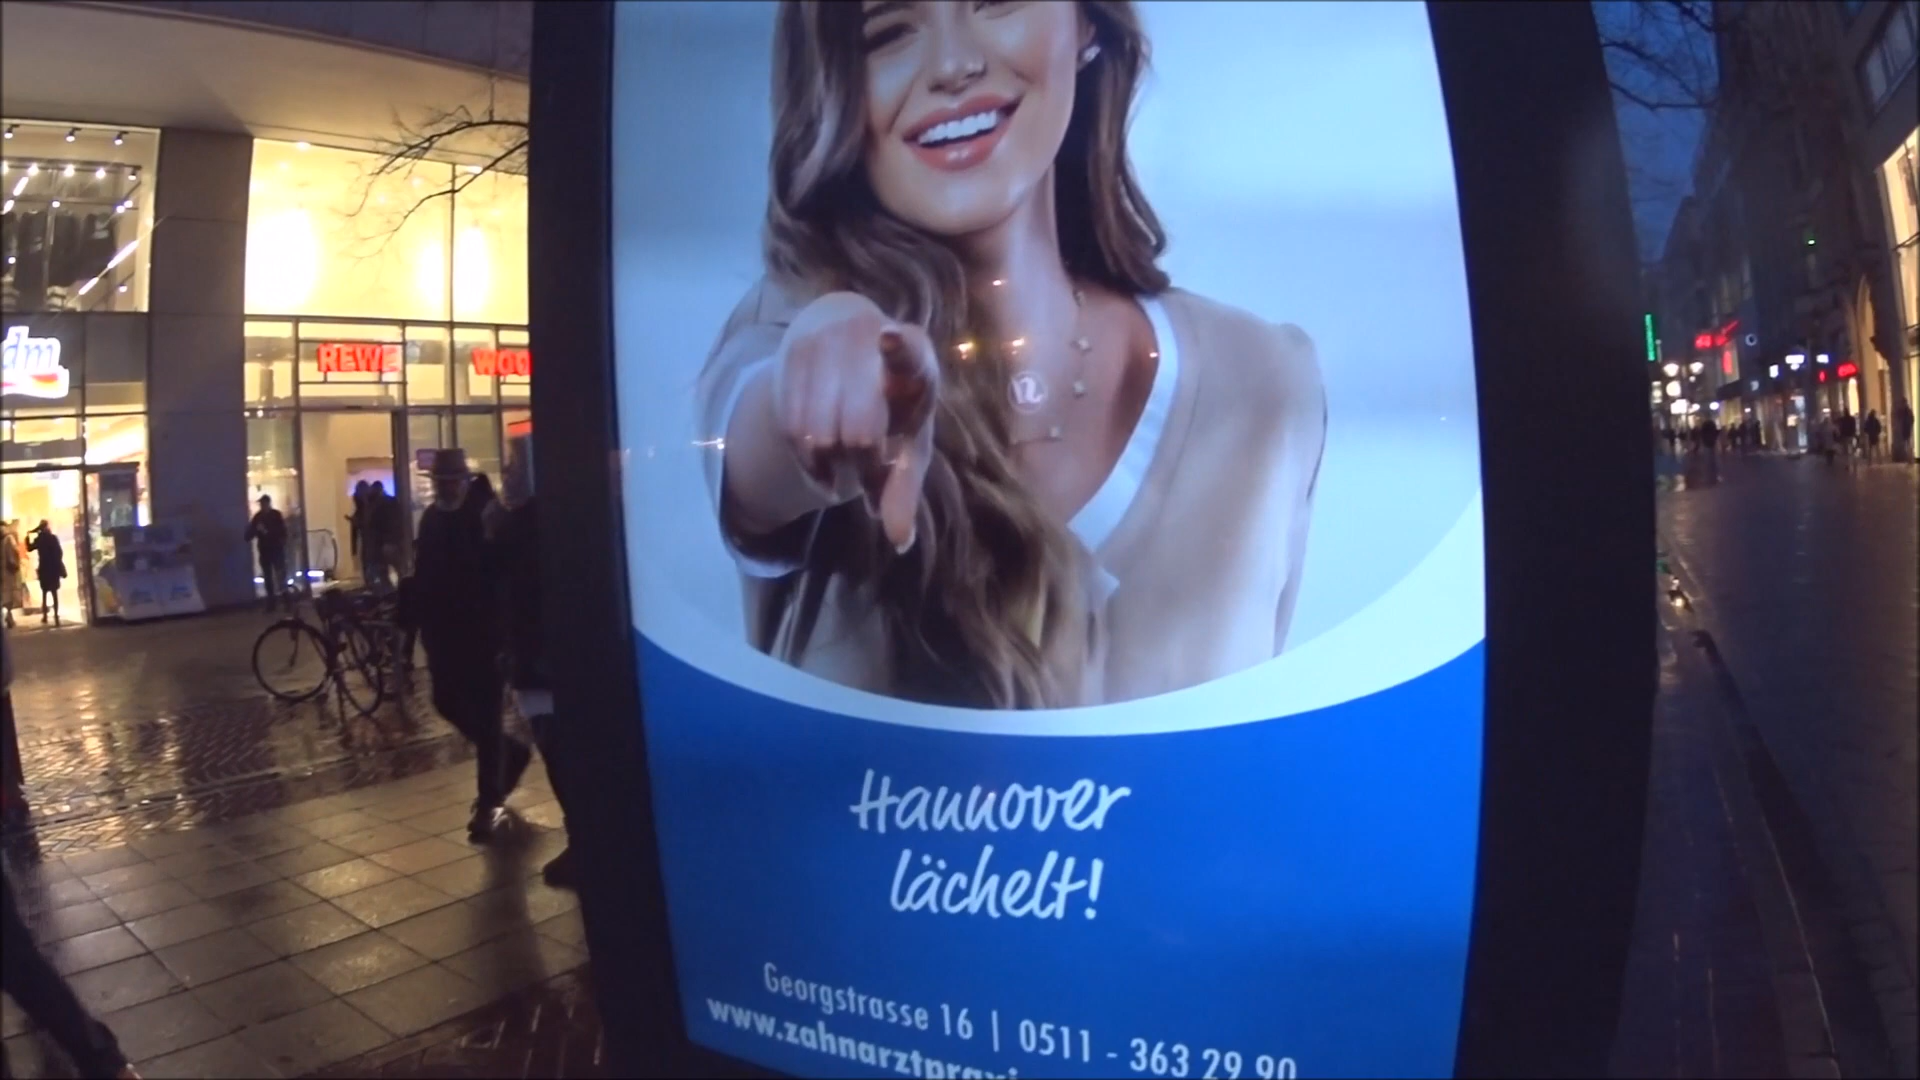 dm
REWE
Hannover
lächelt!
Georgstrasse 16 | 0511 - 363 29 90